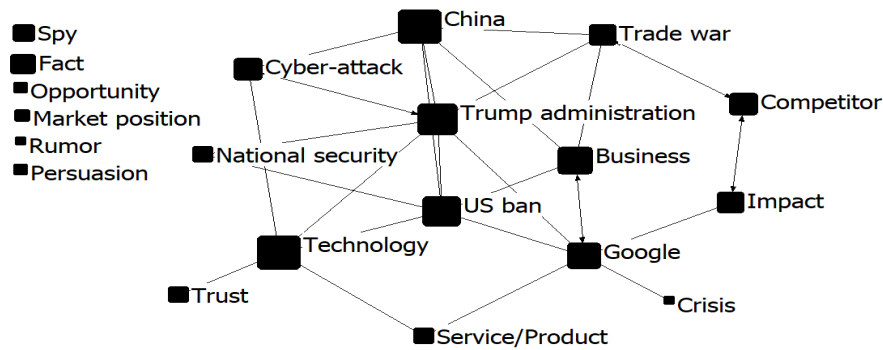 China
Spy
Trade war
Fact
Cyber-attack
Opportunity
Competitor
Market position
Trump administration
Rumor
National security
Business
Persuasion
US ban
Impact
Technology
Google
Trust
Crisis
Service/Product